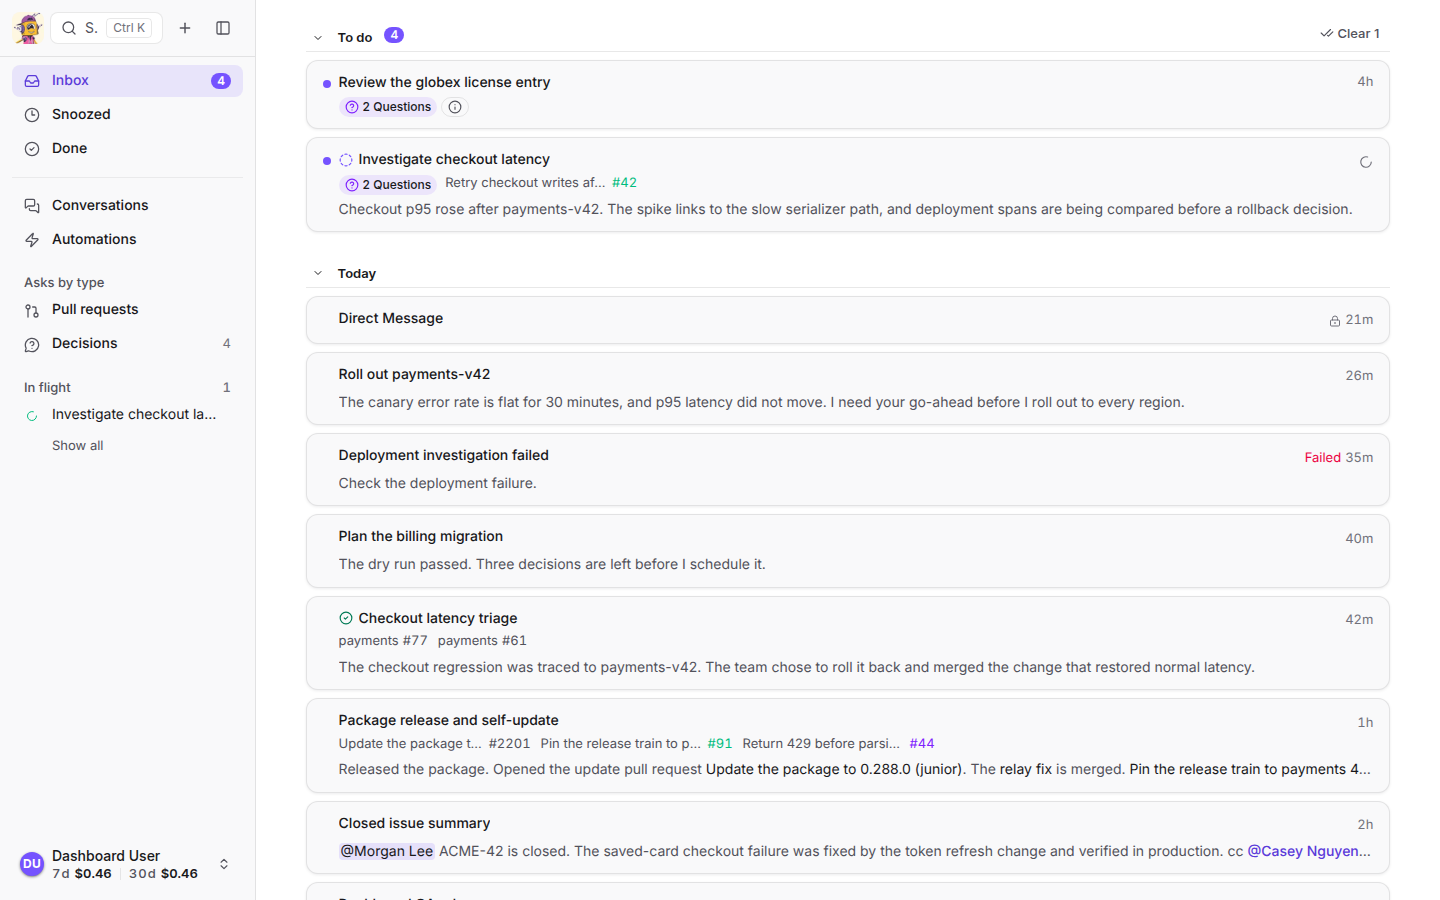 S. Ctrl K
Inbox 4
Snoozed
Done
Conversations
Automations
Asks by type
Pull requests
Decisions 4
In flight 1
Investigate checkout la...
Show all
DU Dashboard User
7d $0.46 30d $0.46
To do 4 Clear 1
Review the globex license entry 4h
2 Questions
Investigate checkout latency
2 Questions Retry checkout writes af... #42
Checkout p95 rose after payments-v42. The spike links to the slow serializer path, and deployment spans are being compared before a rollback decision.
Today
Direct Message 21m
Roll out payments-v42 26m
The canary error rate is flat for 30 minutes, and p95 latency did not move. I need your go-ahead before I roll out to every region.
Deployment investigation failed Failed 35m
Check the deployment failure.
Plan the billing migration 40m
The dry run passed. Three decisions are left before I schedule it.
Checkout latency triage 42m
payments #77 payments #61
The checkout regression was traced to payments-v42. The team chose to roll it back and merged the change that restored normal latency.
Package release and self-update 1h
Update the package t... #2201 Pin the release train to p... #91 Return 429 before parsi... #44
Released the package. Opened the update pull request Update the package to 0.288.0 (junior). The relay fix is merged. Pin the release train to payments 4...
Closed issue summary 2h
@Morgan Lee ACME-42 is closed. The saved-card checkout failure was fixed by the token refresh change and verified in production. cc @Casey Nguyen...